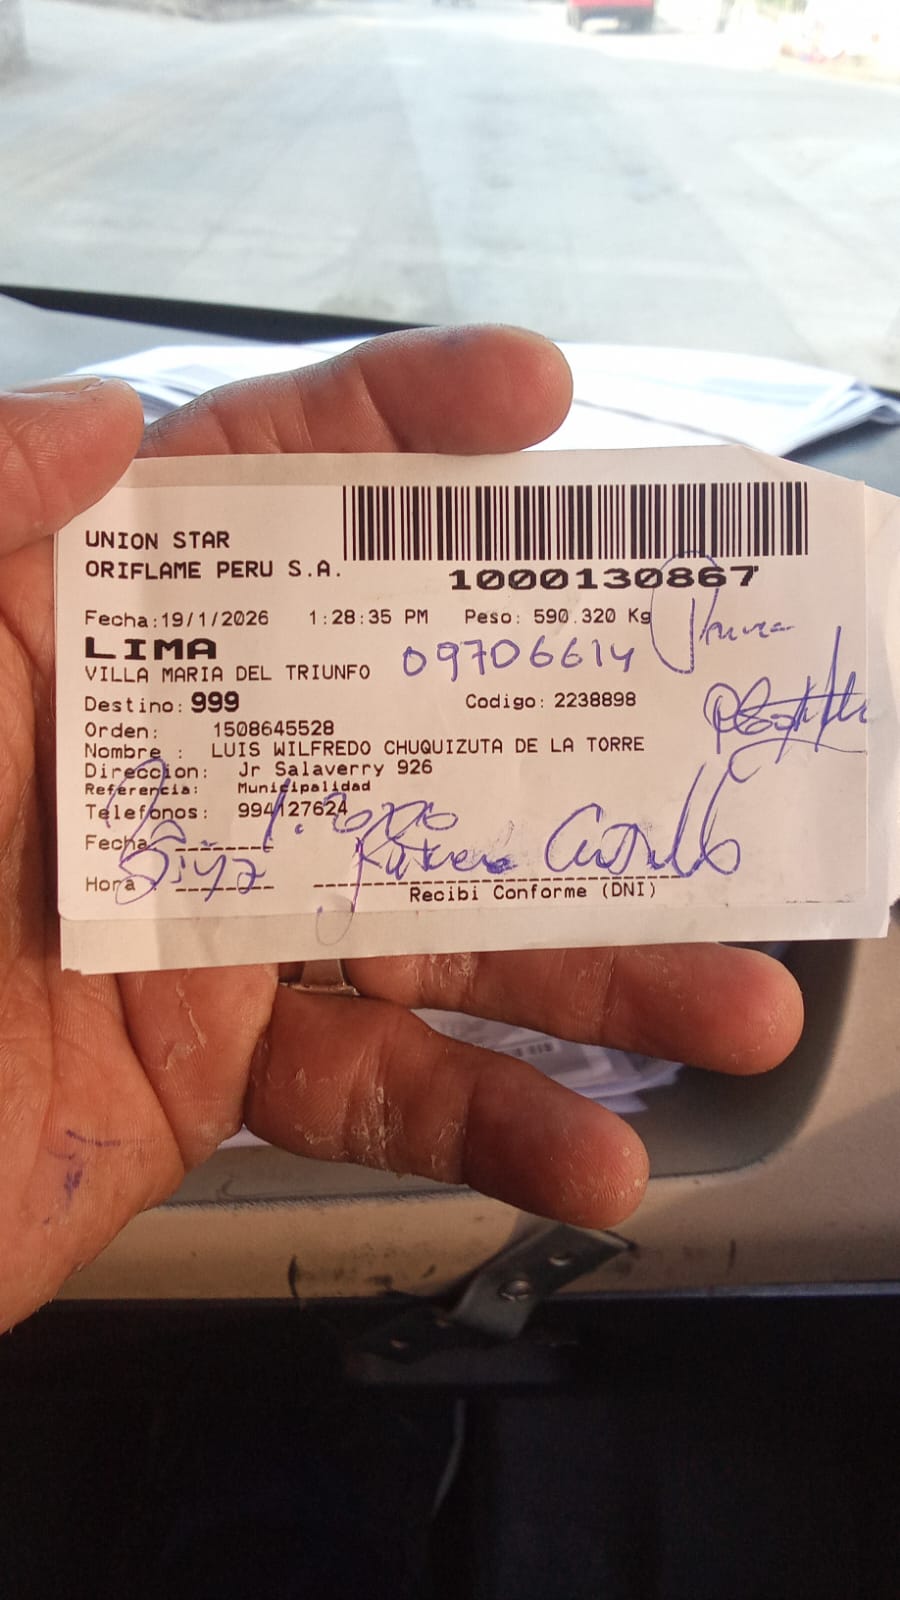 UNION STAR
ORIFLAME PERU S.A.
1000130867
Fecha:19/1/2026 1:28:35 PM Peso: 590.320 Kg
LIMA
VILLA MARIA DEL TRIUNFO 09706614
Destino: 999 Codigo: 2238898
Orden: 1508645528
Nombre : LUIS WILFREDO CHUQUIZUTA DE LA TORRE
Direccion: Jr Salaverry 926
Referencia: Municipalidad
Telefonos: 994127624
Fecha
Hora
Recibi Conforme (DNI)